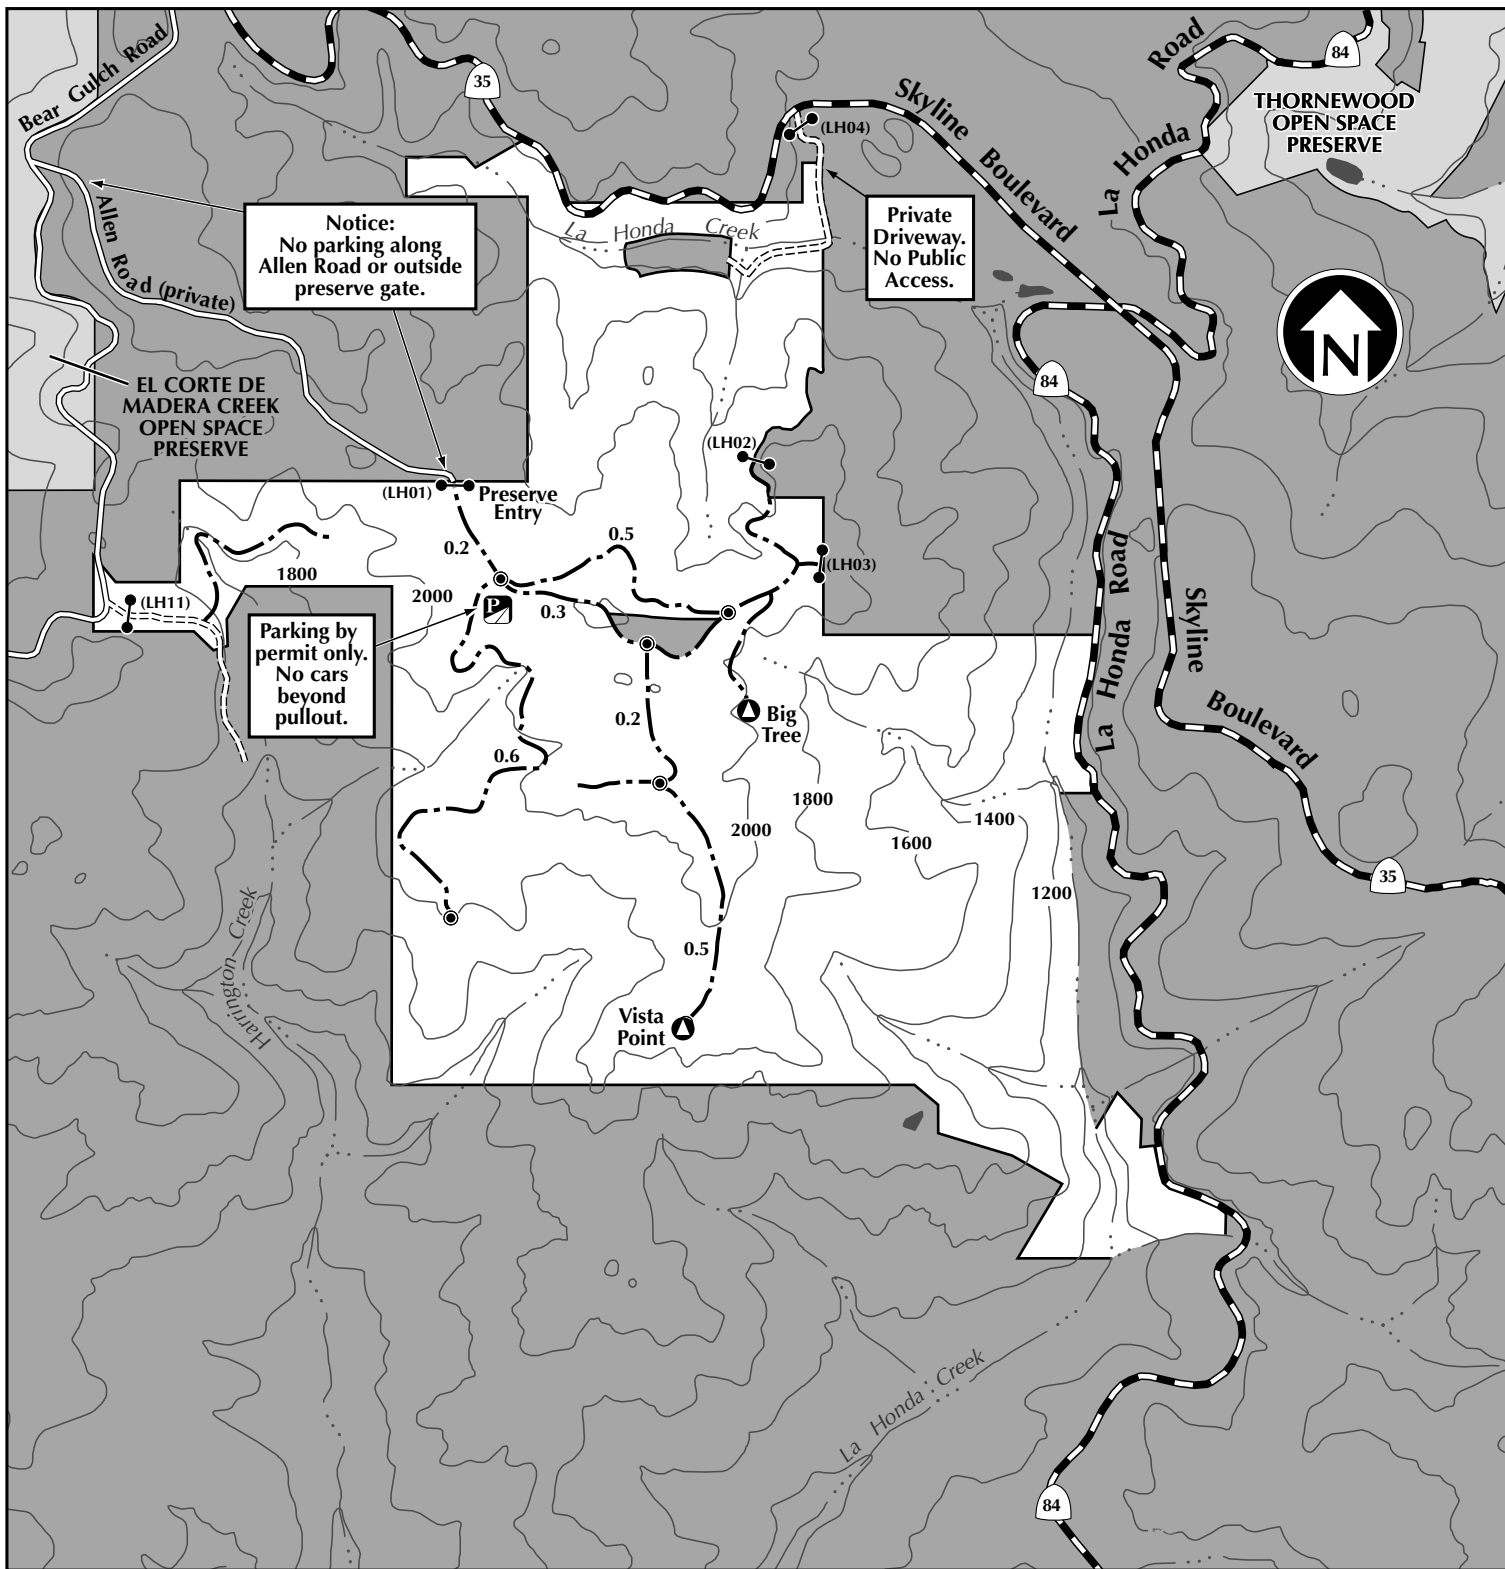 Bear Gulch Road
35
Skyline Boulevard
(LH04)
La Honda Road
84
THORNEWOOD
OPEN SPACE
PRESERVE
Allen Road (private)
Notice:
No parking along
Allen Road or outside
preserve gate.
La Honda Creek
Private
Driveway.
No Public
Access.
N
EL CORTE DE
MADERA CREEK
OPEN SPACE
PRESERVE
84
(LH02)
(LH01)
Preserve
Entry
0.2
0.5
(LH03)
1800
2000
P
0.3
(LH11)
Parking by
permit only.
No cars
beyond
pullout.
La Honda Road
Skyline Boulevard
0.2
Big
Tree
0.6
1800
2000
1400
1600
1200
35
0.5
Harrington Creek
Vista
Point
La Honda Creek
84